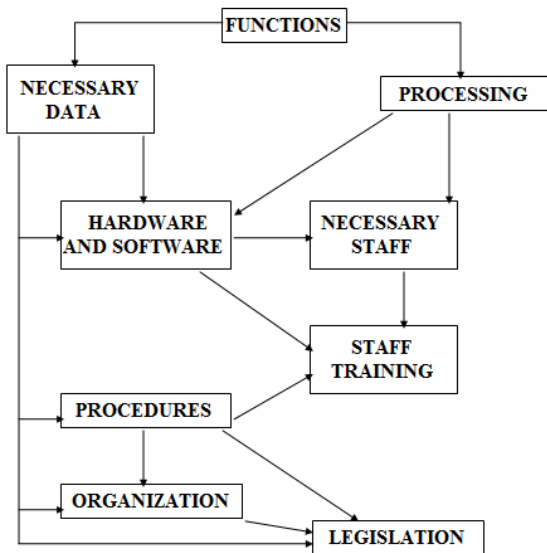 FUNCTIONS
NECESSARY
DATA
PROCESSING
HARDWARE
AND SOFTWARE
NECESSARY
STAFF
STAFF
TRAINING
PROCEDURES
ORGANIZATION
LEGISLATION